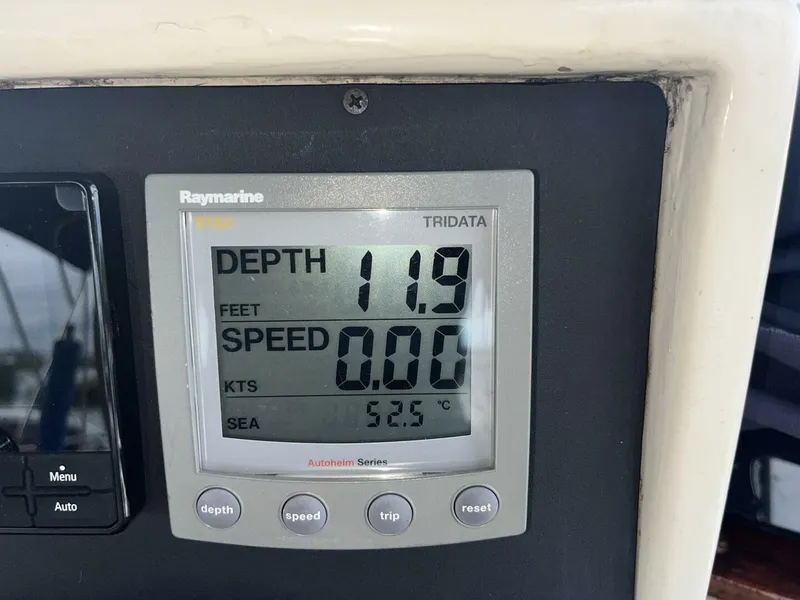 Raymarine
ST60
TRIDATA
DEPTH 11.9
FEET
SPEED 0.00
KTS
SEA 52.5 °C
Autohelm Series
depth speed trip reset
Menu
Auto